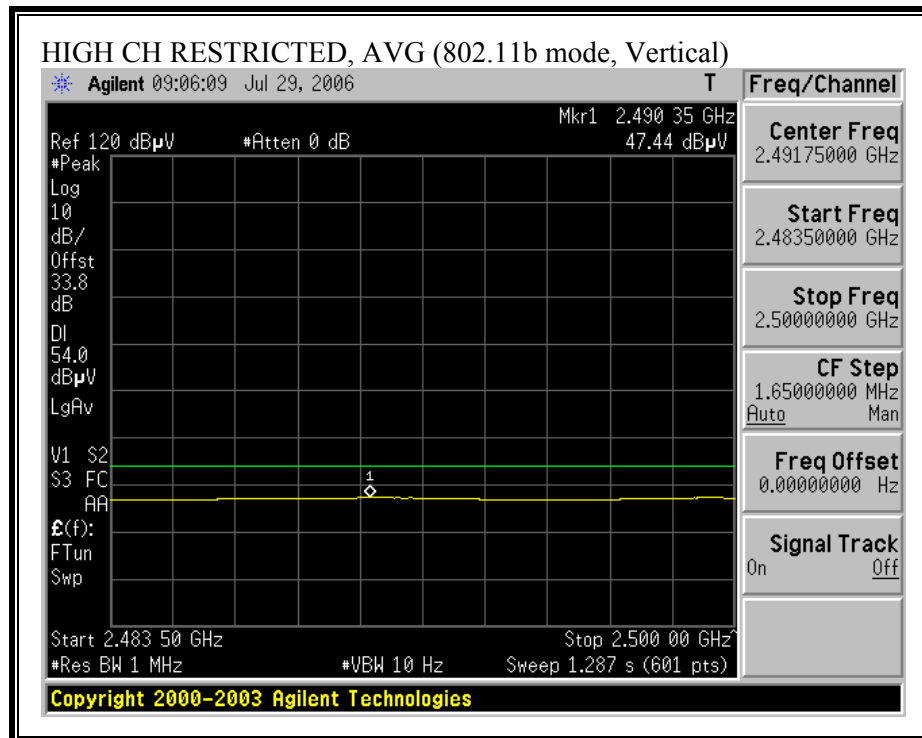 HIGH CH RESTRICTED, AVG (802.11b mode, Vertical)
Agilent 09:06:09 Jul 29, 2006 T
Mkr1 2.490 35 GHz
Ref 120 dBµV #Atten 0 dB 47.44 dBµV
#Peak
Log
10
dB/
Offst
33.8
dB
DI
54.0
dBµV
LgAv
V1 S2
S3 FC
AA
£(f):
FTun
Swp
1
Start 2.483 50 GHz Stop 2.500 00 GHz^
#Res BW 1 MHz #VBW 10 Hz Sweep 1.287 s (601 pts)
Freq/Channel
Center Freq
2.49175000 GHz
Start Freq
2.48350000 GHz
Stop Freq
2.50000000 GHz
CF Step
1.65000000 MHz
Auto Man
Freq Offset
0.00000000 Hz
Signal Track
On Off
Copyright 2000-2003 Agilent Technologies